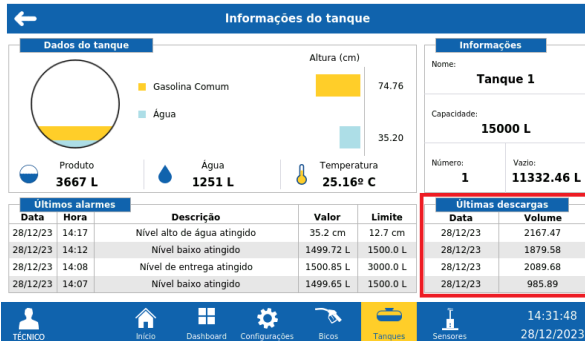 Informações do tanque
Dados do tanque
Altura (cm)
Gasolina Comum
74.76
Água
35.20
Produto
3667 L
Água
1251 L
Temperatura
25.16º C
Informações
Nome:
Tanque 1
Capacidade:
15000 L
Número:
1
Vazio:
11332.46 L
Últimos alarmes
Data Hora Descrição Valor Limite
28/12/23 14:17 Nível alto de água atingido 35.2 cm 12.7 cm
28/12/23 14:12 Nível baixo atingido 1499.72 L 1500.0 L
28/12/23 14:08 Nível de entrega atingido 1500.85 L 3000.0 L
28/12/23 14:07 Nível baixo atingido 1499.65 L 1500.0 L
Últimas descargas
Data Volume
28/12/23 2167.47
28/12/23 1879.58
28/12/23 2089.68
28/12/23 985.89
TÉCNICO
Início
Dashboard
Configurações
Bicos
Tanques
Sensores
14:31:48
28/12/2023